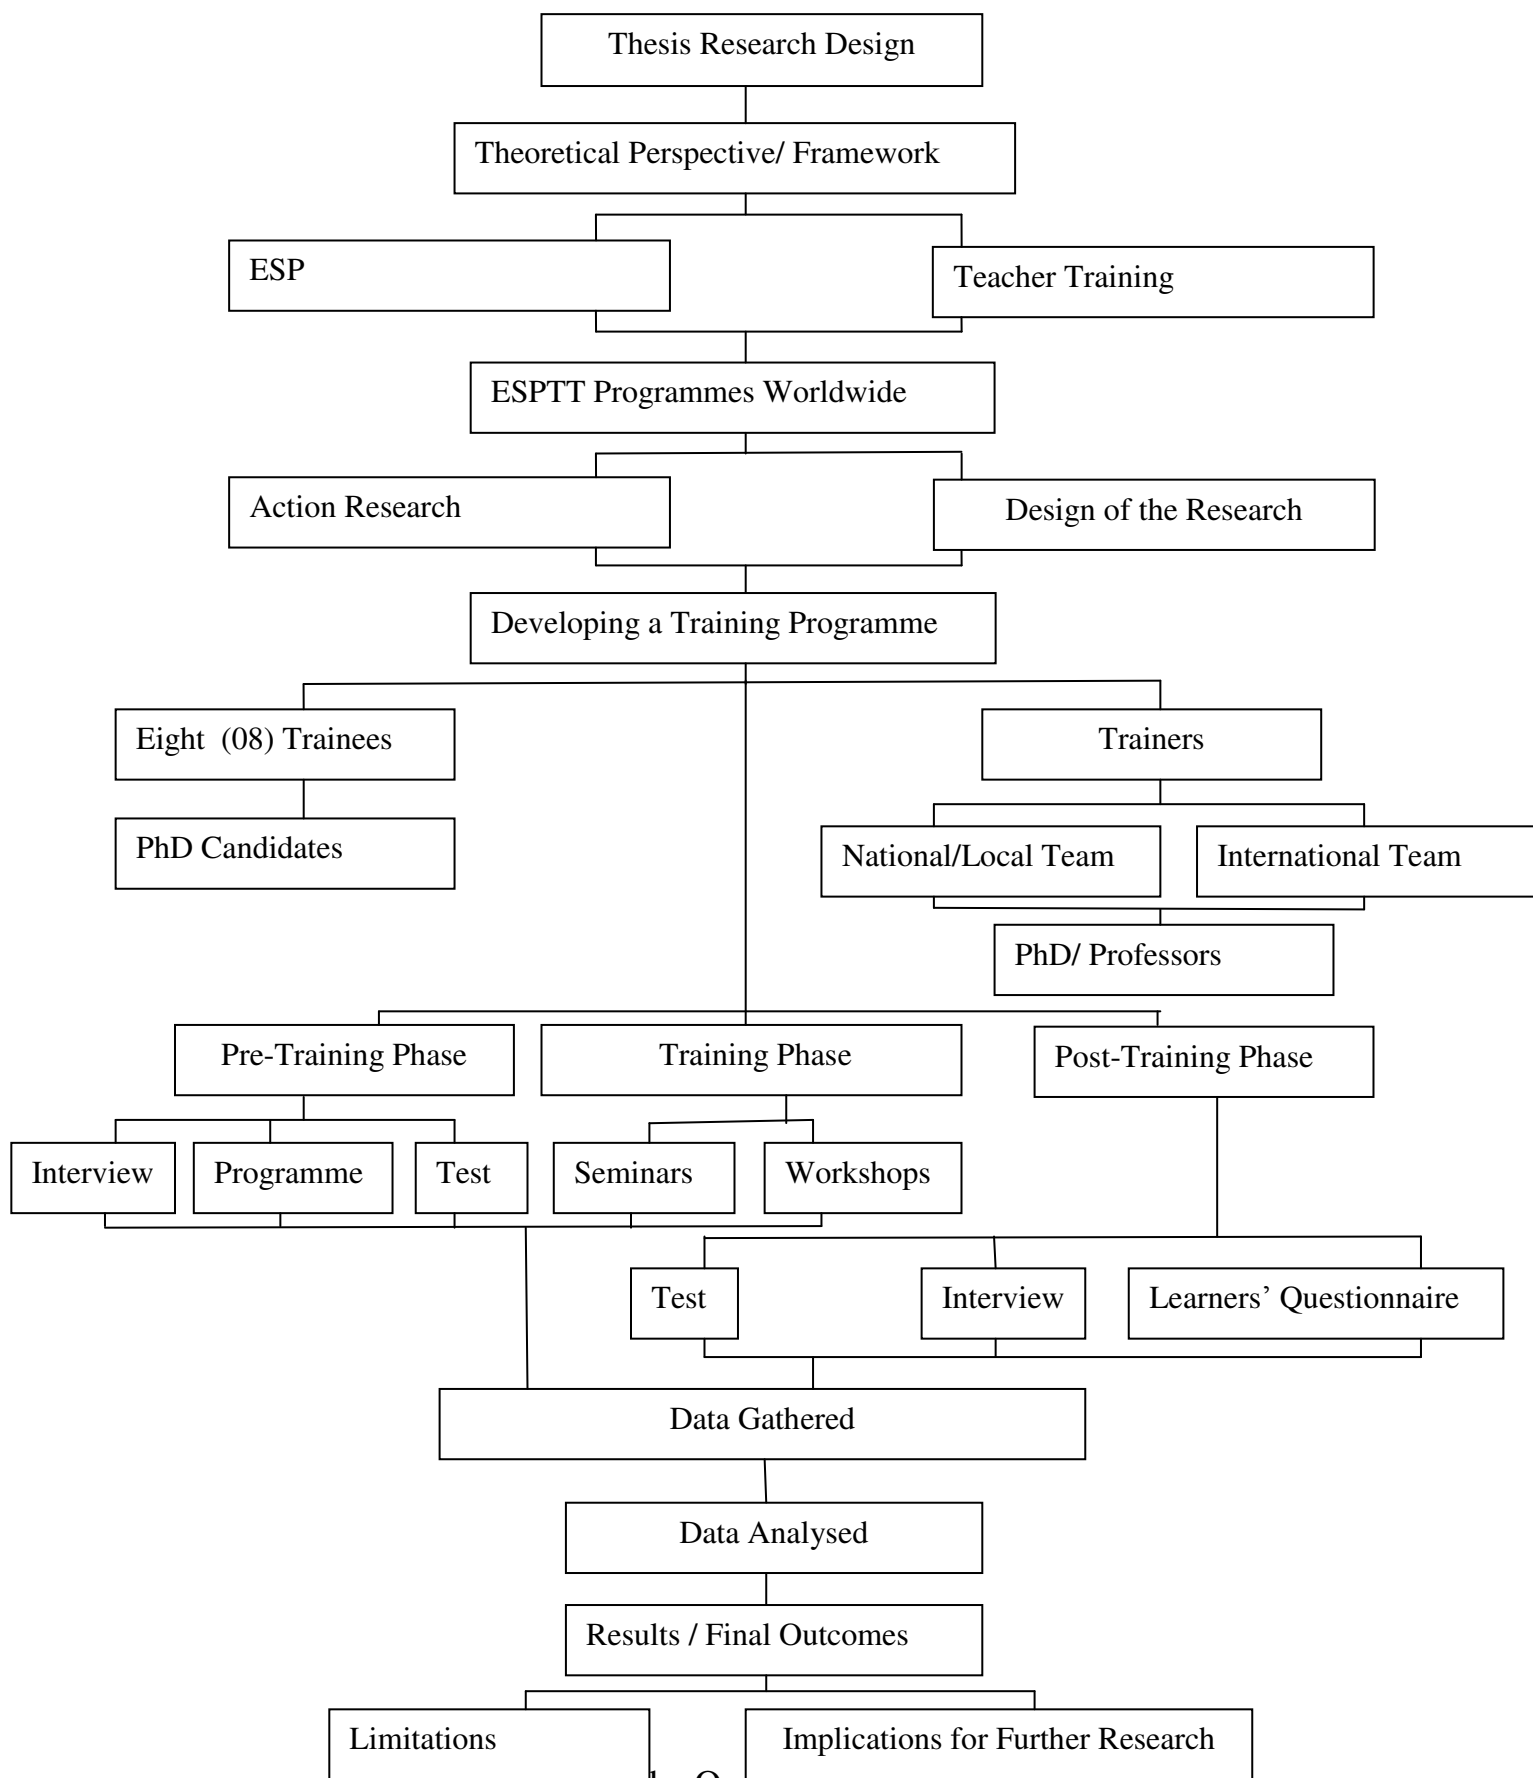 Thesis Research Design
Theoretical Perspective/ Framework
ESP
Teacher Training
ESPTT Programmes Worldwide
Action Research
Design of the Research
Developing a Training Programme
Eight (08) Trainees
Trainers
PhD Candidates
National/Local Team
International Team
PhD/ Professors
Pre-Training Phase
Training Phase
Post-Training Phase
Interview
Programme
Test
Seminars
Workshops
Test
Interview
Learners’ Questionnaire
Data Gathered
Data Analysed
Results / Final Outcomes
Limitations
Implications for Further Research